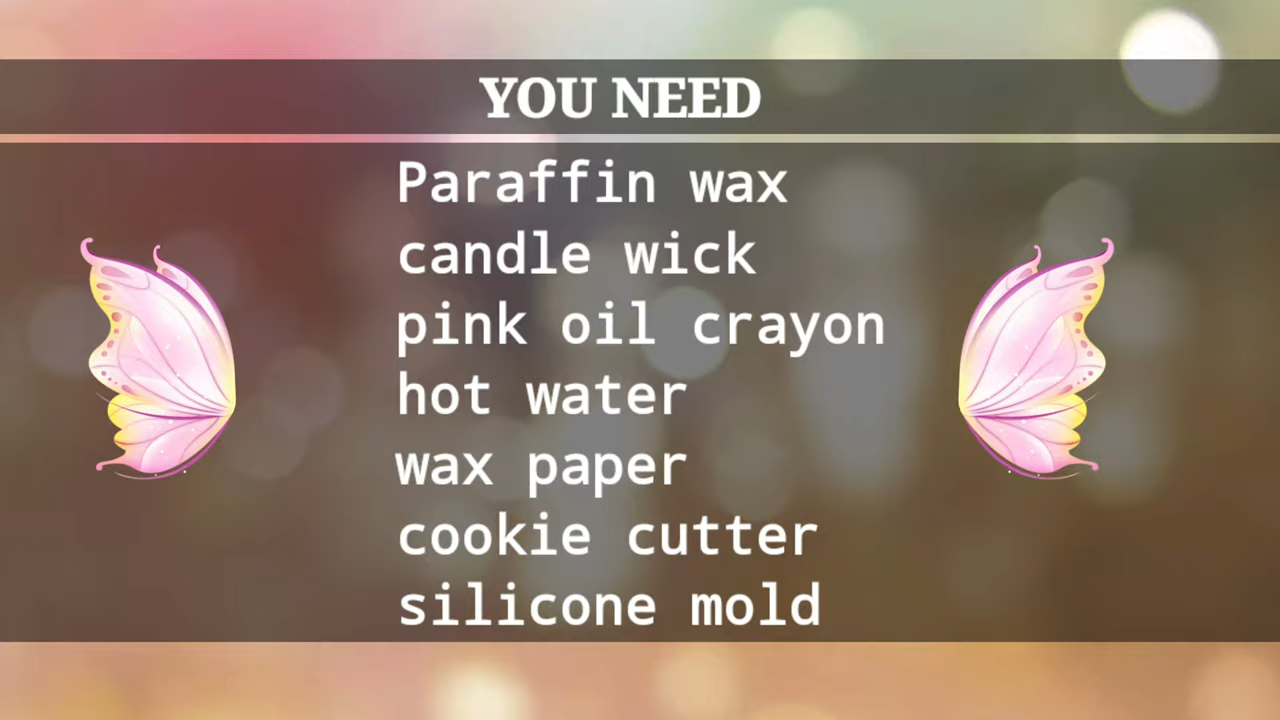 YOU NEED
Paraffin wax
candle wick
pink oil crayon
hot water
wax paper
cookie cutter
silicone mold